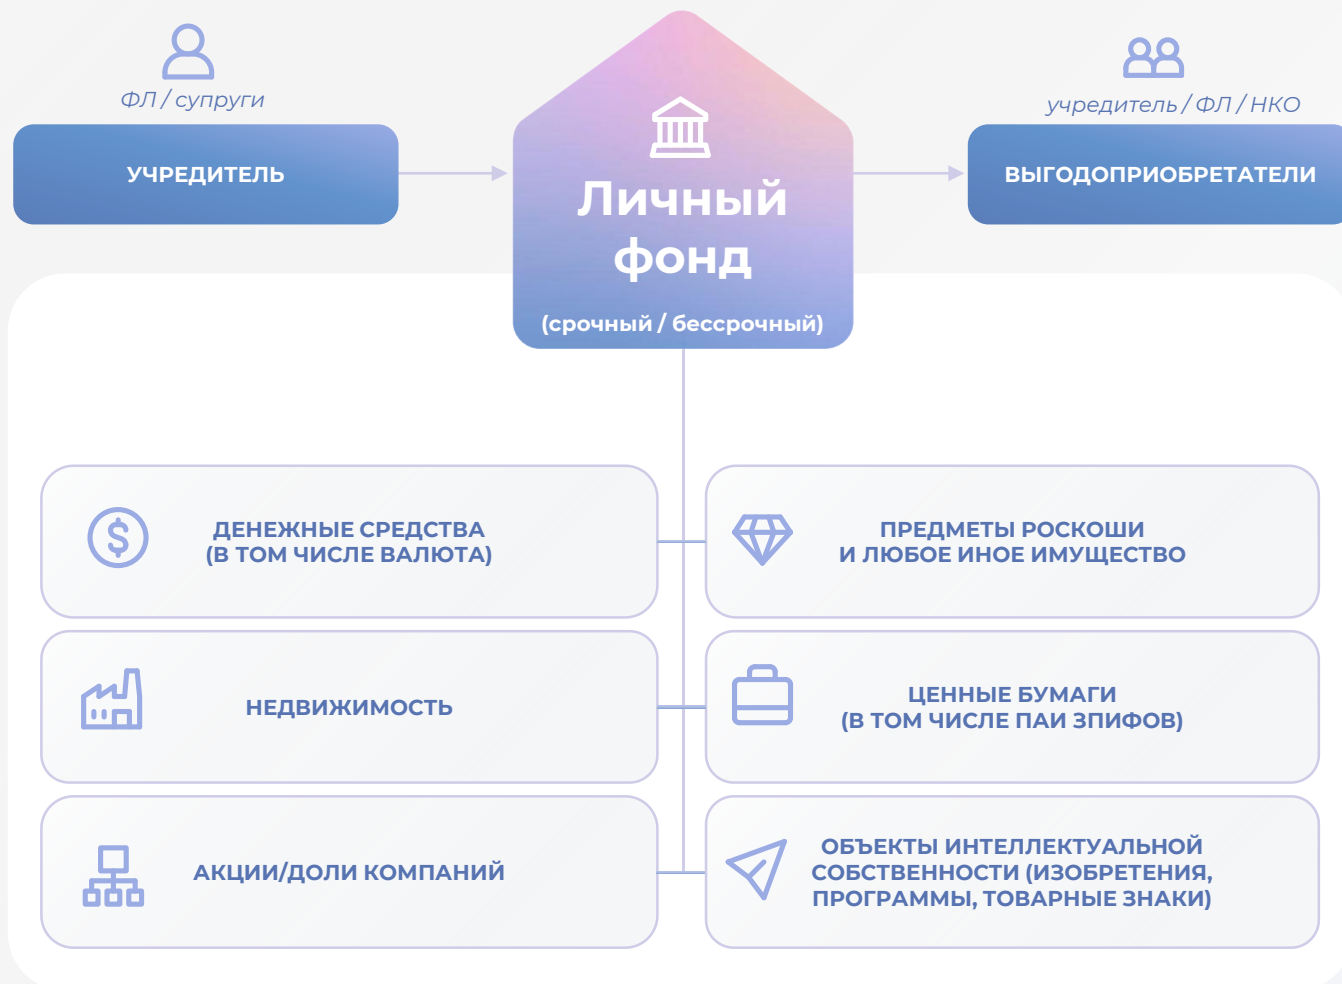 ФЛ / супруги
УЧРЕДИТЕЛЬ
Личный
фонд
(срочный / бессрочный)
учредитель / ФЛ / НКО
ВЫГОДОПРИОБРЕТАТЕЛИ
ДЕНЕЖНЫЕ СРЕДСТВА
(В ТОМ ЧИСЛЕ ВАЛЮТА)
ПРЕДМЕТЫ РОСКОШИ
И ЛЮБОЕ ИНОЕ ИМУЩЕСТВО
НЕДВИЖИМОСТЬ
ЦЕННЫЕ БУМАГИ
(В ТОМ ЧИСЛЕ ПАИ ЗПИФОВ)
АКЦИИ/ДОЛИ КОМПАНИЙ
ОБЪЕКТЫ ИНТЕЛЛЕКТУАЛЬНОЙ
СОБСТВЕННОСТИ (ИЗОБРЕТЕНИЯ,
ПРОГРАММЫ, ТОВАРНЫЕ ЗНАКИ)